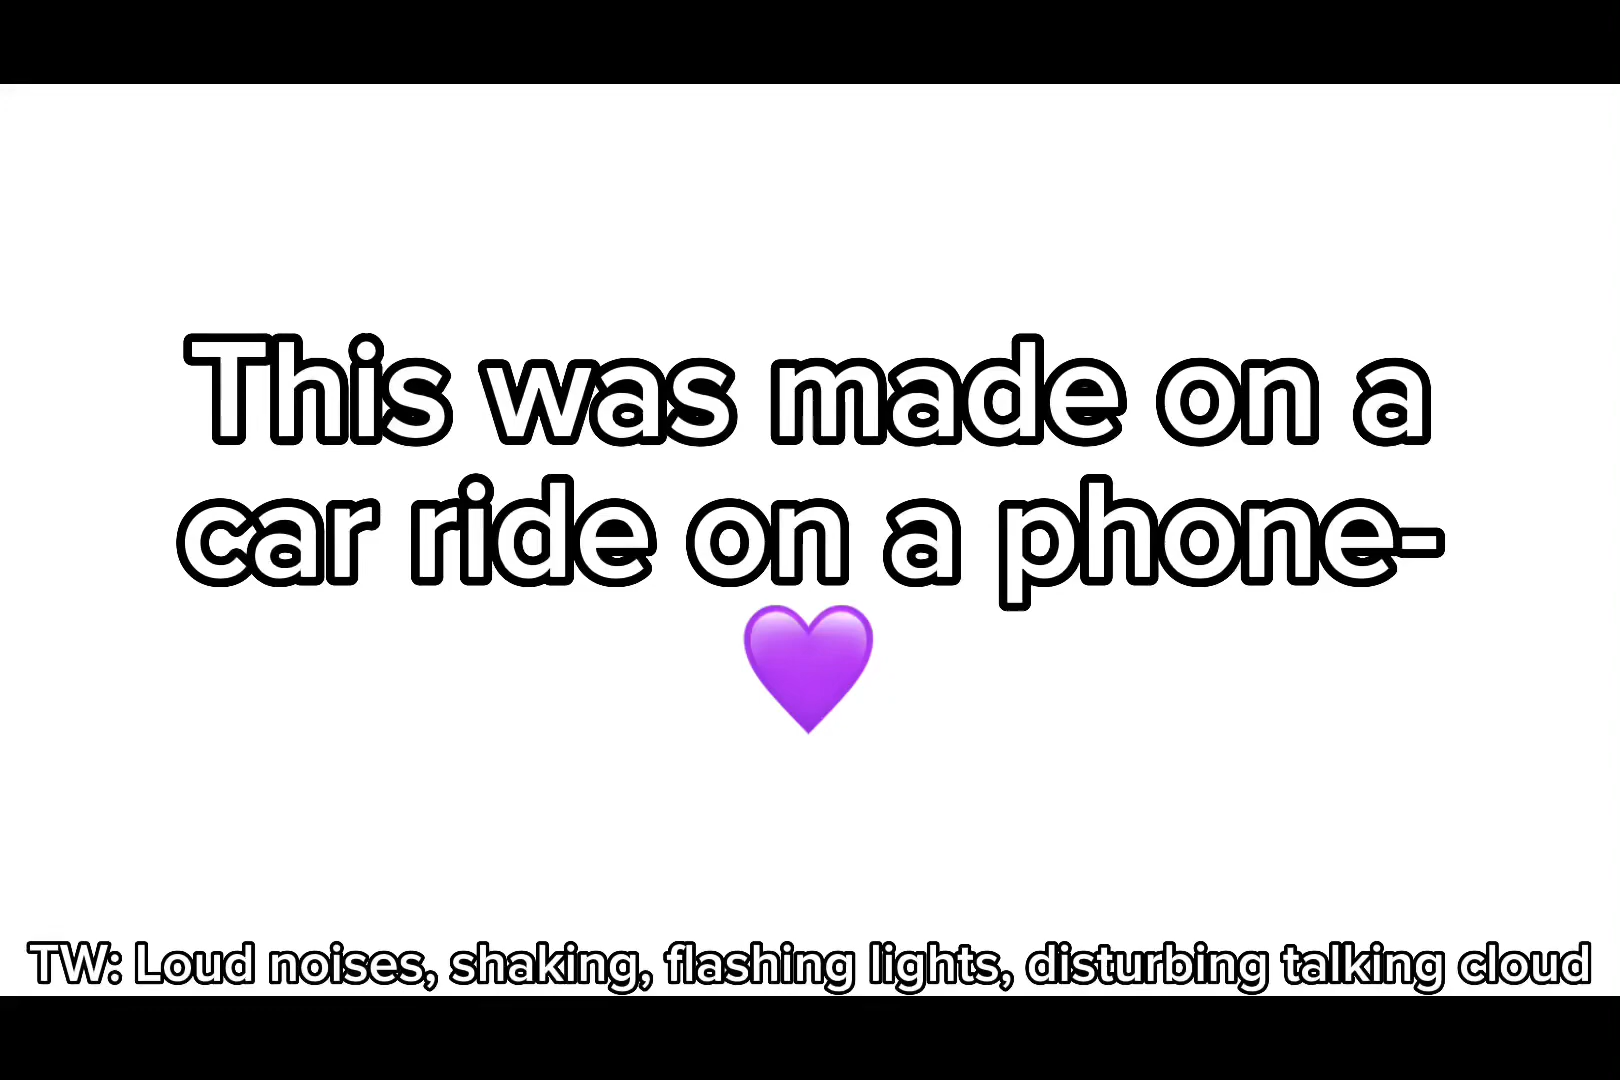 This was made on a
car ride on a phone-
💜
TW: Loud noises, shaking, flashing lights, disturbing talking cloud